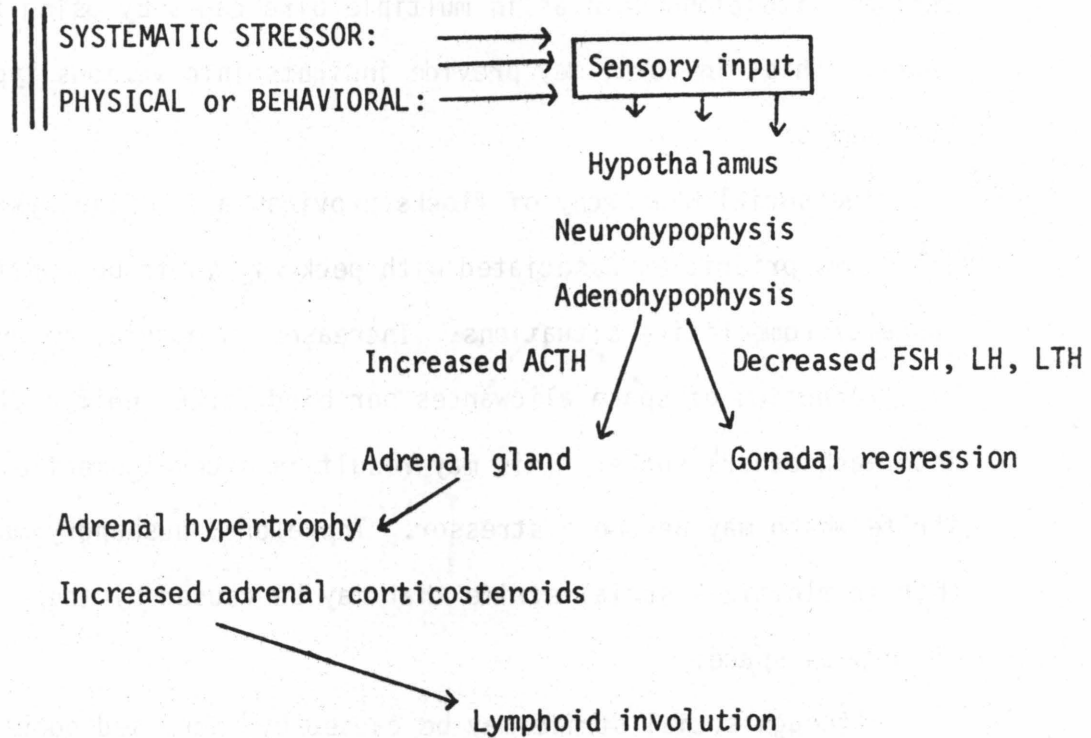 SYSTEMATIC STRESSOR:
Sensory input
PHYSICAL or BEHAVIORAL:
Hypothalamus
Neurohypophysis
Adenohypophysis
Increased ACTH
Decreased FSH, LH, LTH
Adrenal gland
Gonadal regression
Adrenal hypertrophy
Increased adrenal corticosteroids
Lymphoid involution